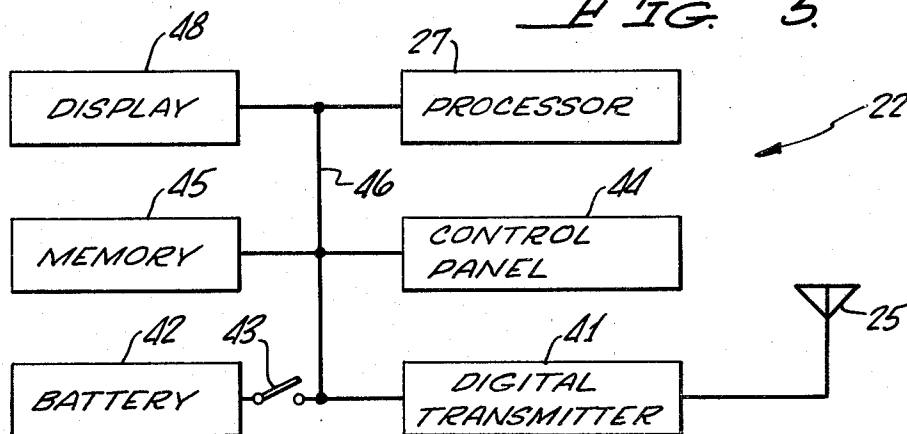 FIG. 5.
48
27
DISPLAY
PROCESSOR
22
45
46
44
MEMORY
CONTROL
PANEL
42
43
41
25
BATTERY
DIGITAL
TRANSMITTER